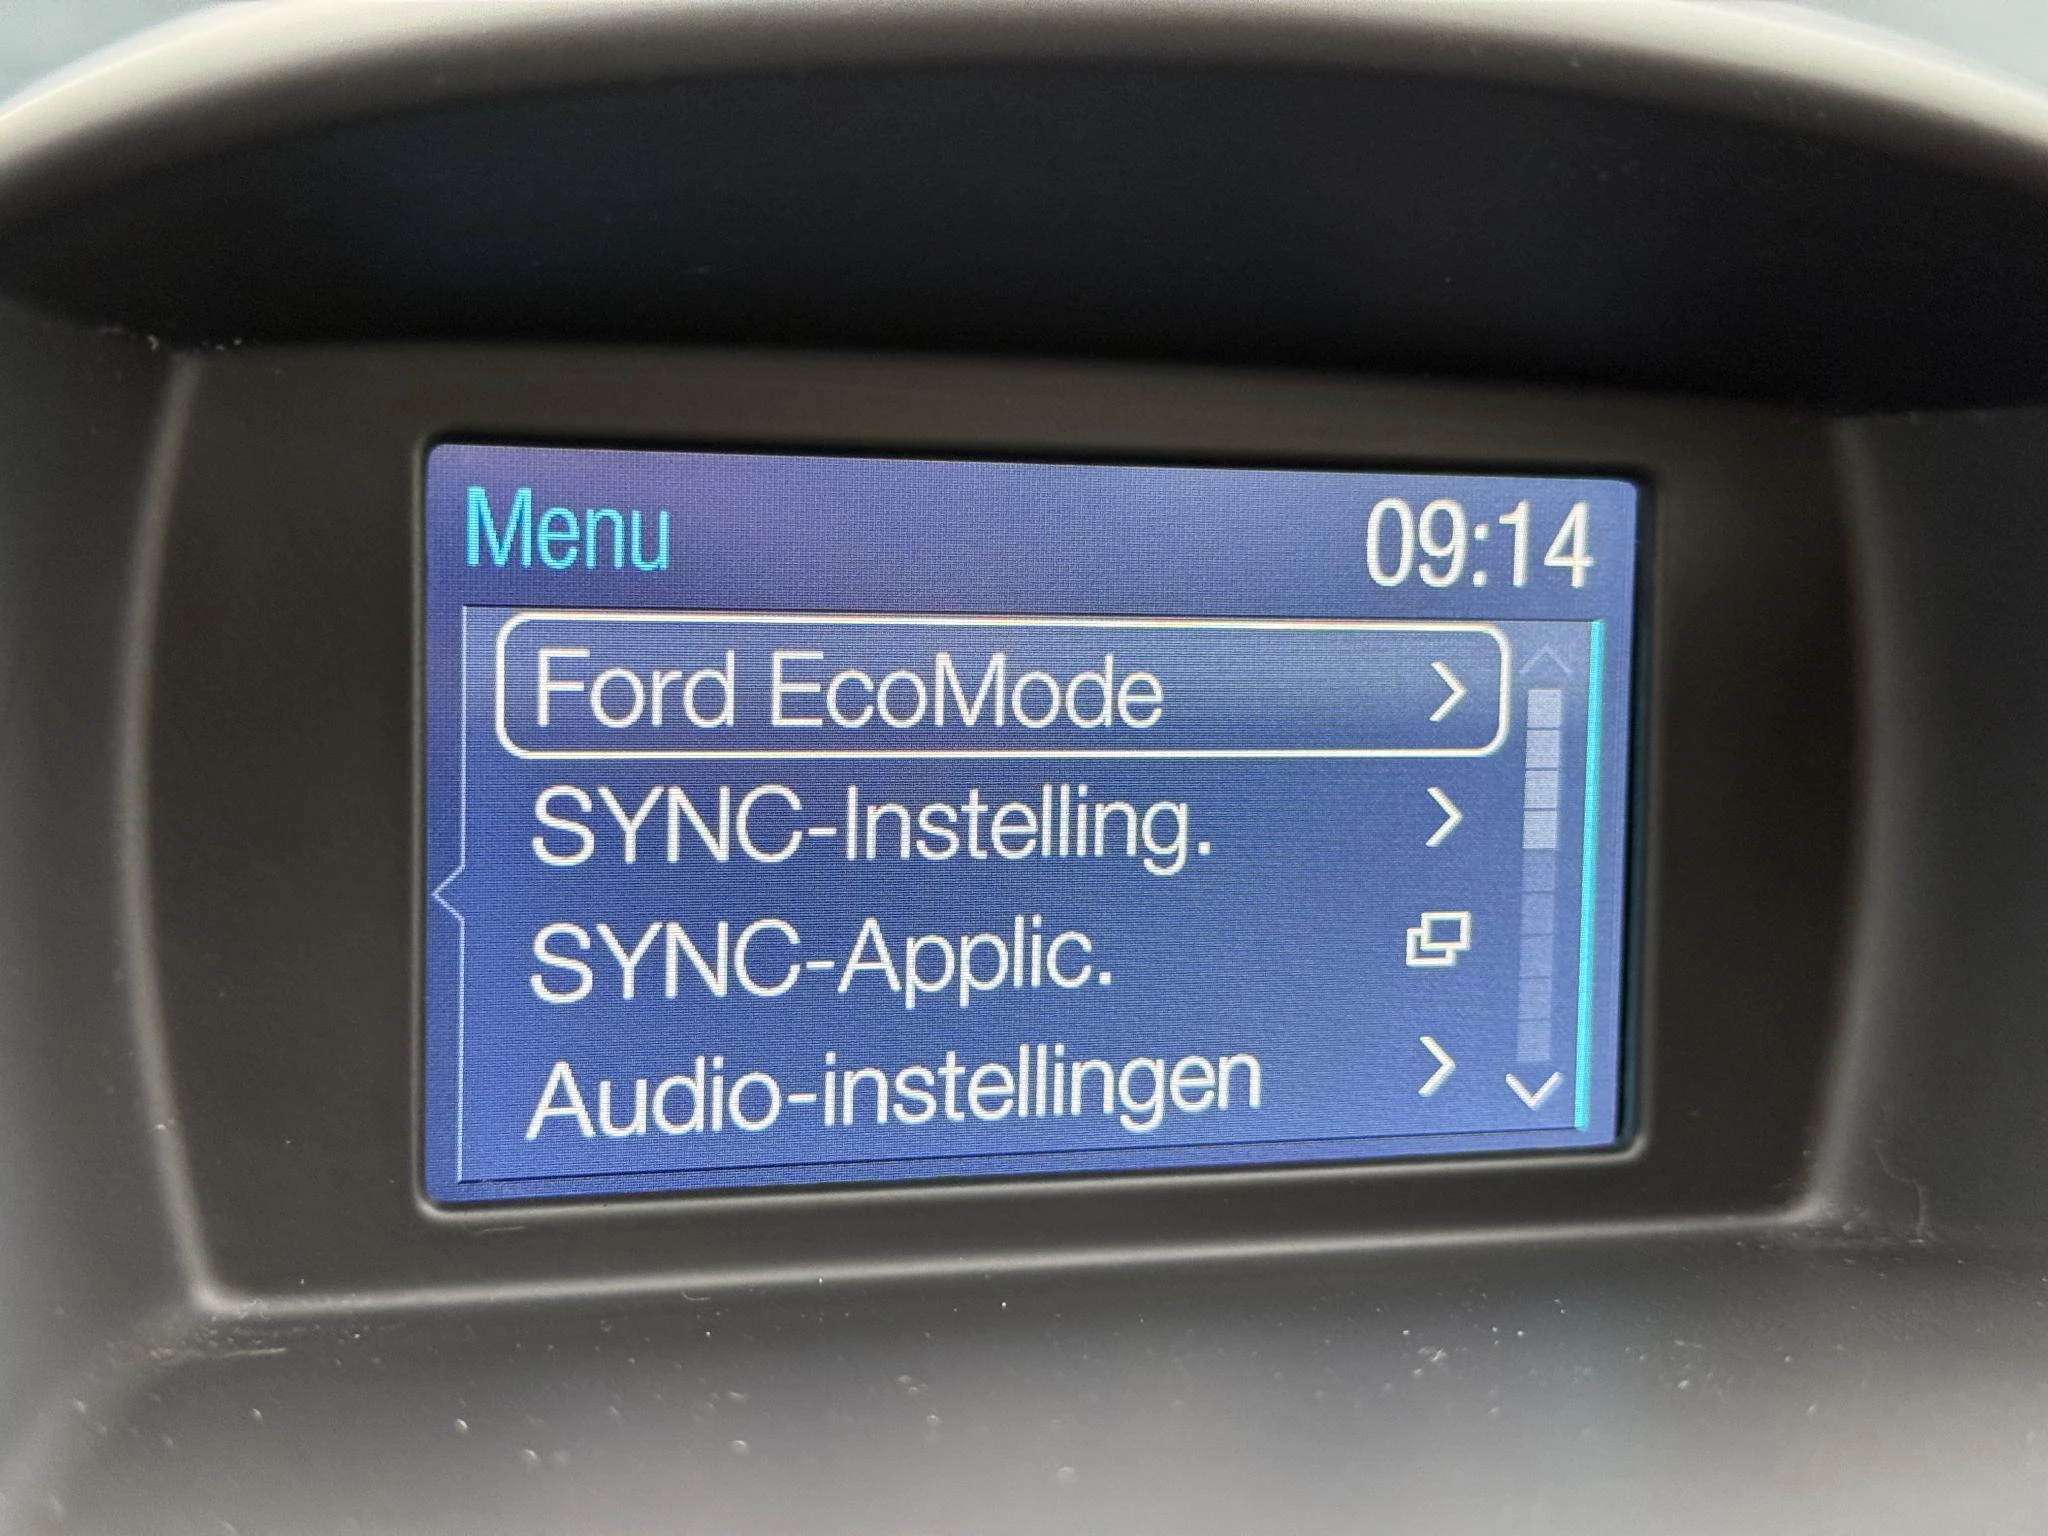 Menu 09:14
Ford EcoMode
SYNC-Instelling.
SYNC-Applic.
Audio-instellingen